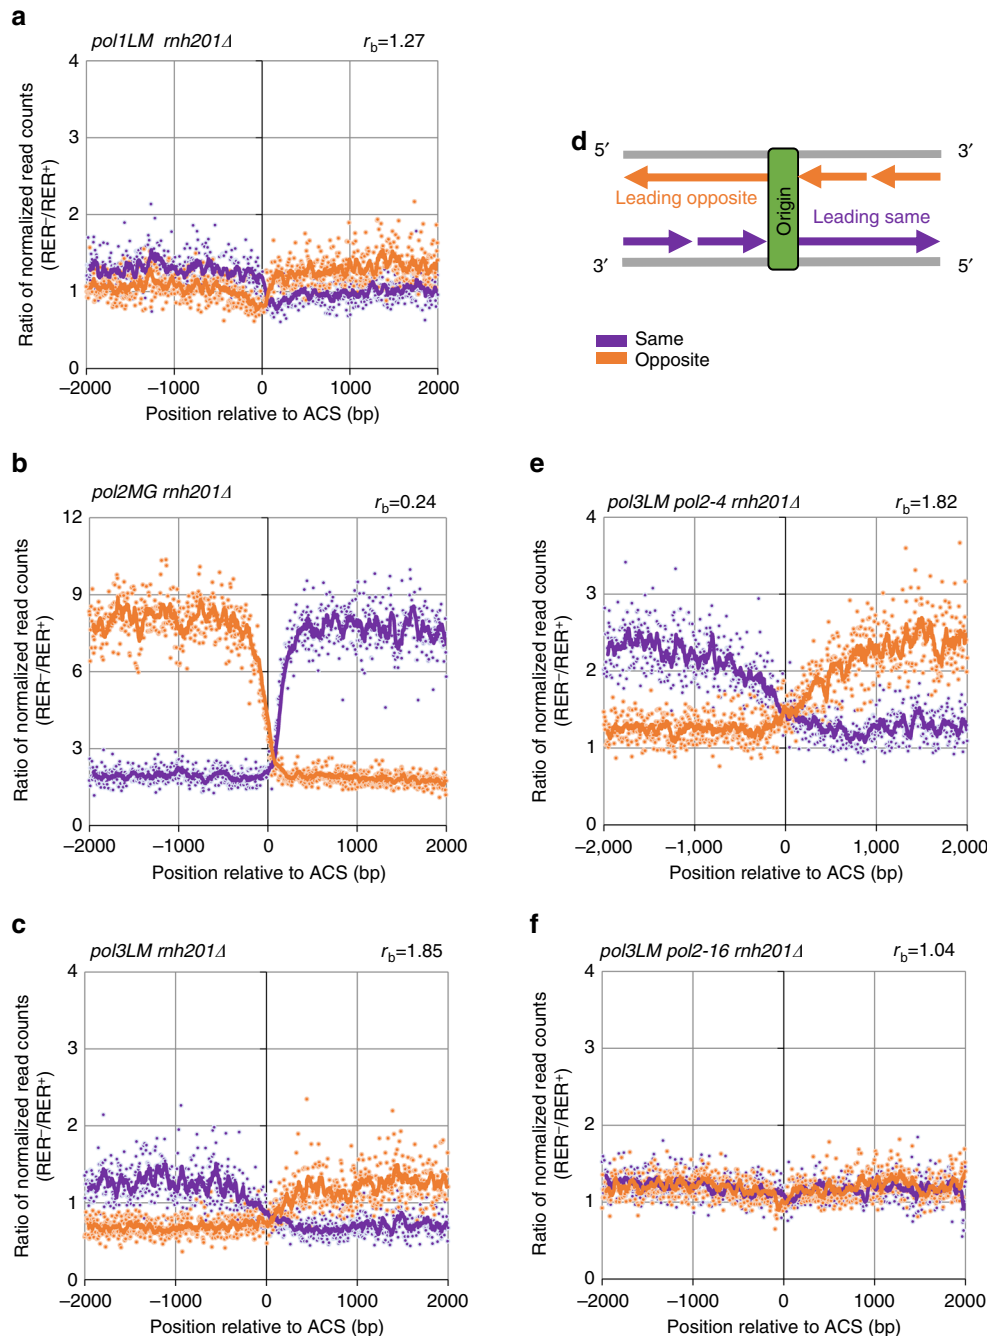 a
pol1LM rnh201Δ
rb=1.27
Ratio of normalized read counts
(RER–/RER+)
4
3
2
1
0
–2000
–1000
0
1000
2000
Position relative to ACS (bp)
d
5′
3′
Leading opposite
Origin
Leading same
3′
5′
Same
Opposite
b
pol2MG rnh201Δ
rb=0.24
Ratio of normalized read counts
(RER–/RER+)
12
9
6
3
0
–2000
–1000
0
1000
2000
Position relative to ACS (bp)
e
pol3LM pol2-4 rnh201Δ
rb=1.82
Ratio of normalized read counts
(RER–/RER+)
4
3
2
1
0
–2,000
–1,000
0
1,000
2,000
Position relative to ACS (bp)
c
pol3LM rnh201Δ
rb=1.85
Ratio of normalized read counts
(RER–/RER+)
4
3
2
1
0
–2000
–1000
0
1000
2000
Position relative to ACS (bp)
f
pol3LM pol2-16 rnh201Δ
rb=1.04
Ratio of normalized read counts
(RER–/RER+)
4
3
2
1
0
–2000
–1000
0
1000
2000
Position relative to ACS (bp)